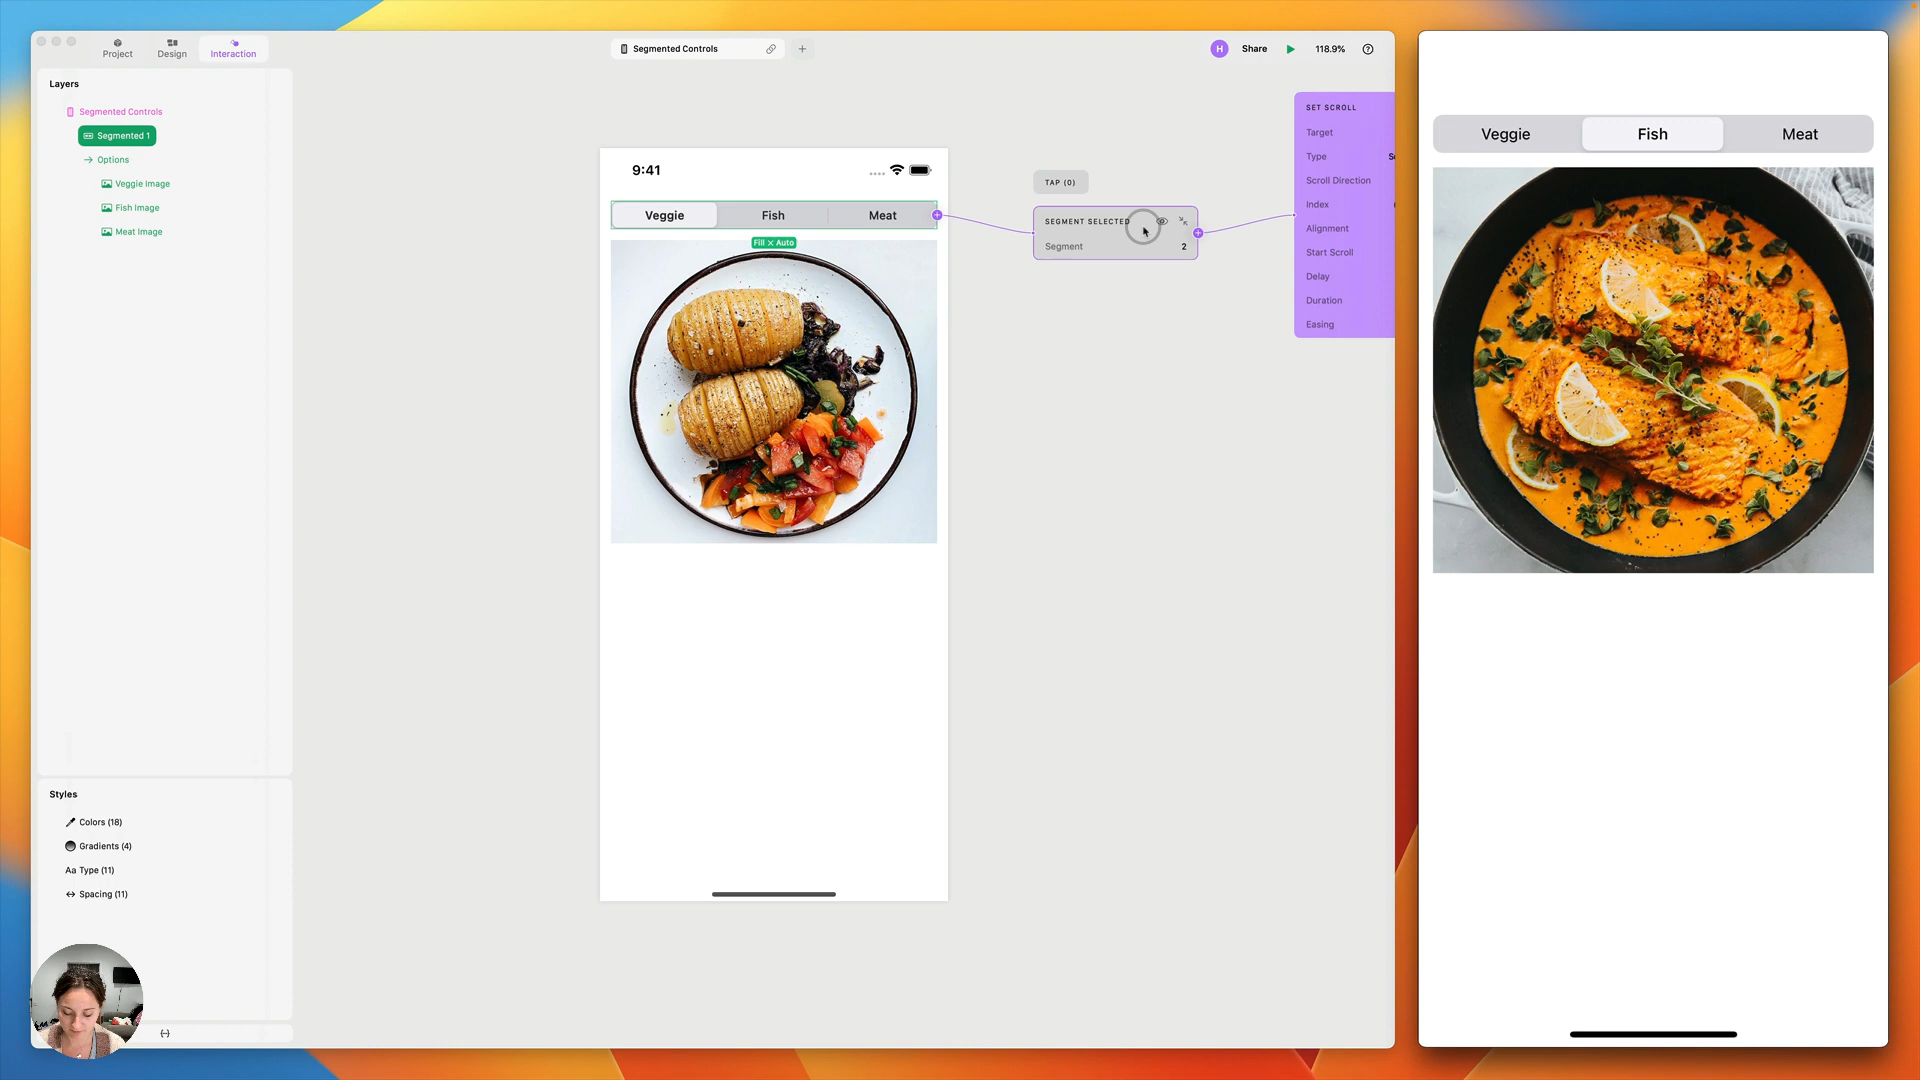 Project
Design
Interaction
Segmented Controls
H
Share
118.9%
?
Layers
Segmented Controls
Segmented 1
Options
Veggie Image
Fish Image
Meat Image
9:41
Veggie
Fish
Meat
Fill × Auto
TAP (0)
SEGMENT SELECTED
Segment 2
SET SCROLL
Target
Type
Scroll Direction
Index
Alignment
Start Scroll
Delay
Duration
Easing
Veggie
Fish
Meat
Styles
Colors (18)
Gradients (4)
Aa Type (11)
Spacing (11)